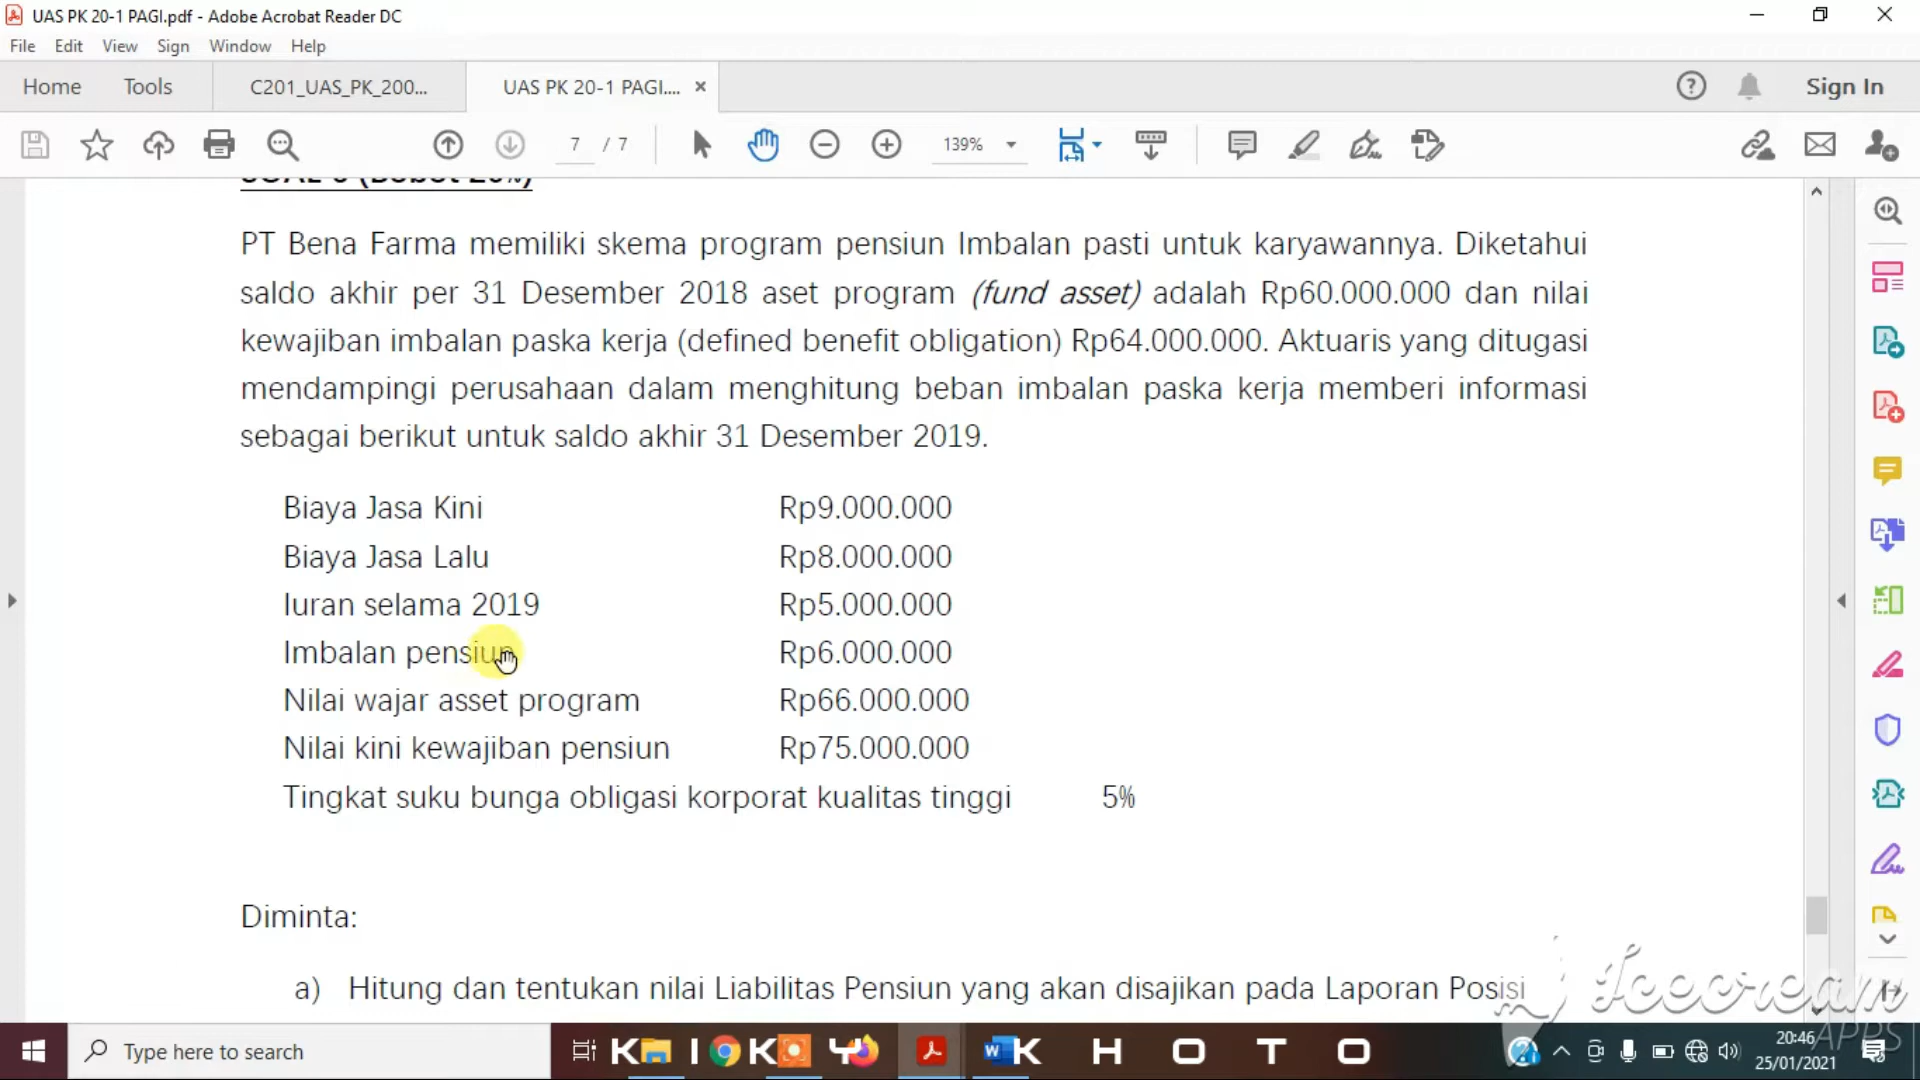 UAS PK 20-1 PAGI.pdf - Adobe Acrobat Reader DC
File Edit View Sign Window Help
Home Tools C201_UAS_PK_200... UAS PK 20-1 PAGI.... × Sign In
7 / 7 139%
PT Bena Farma memiliki skema program pensiun Imbalan pasti untuk karyawannya. Diketahui
saldo akhir per 31 Desember 2018 aset program (fund asset) adalah Rp60.000.000 dan nilai
kewajiban imbalan paska kerja (defined benefit obligation) Rp64.000.000. Aktuaris yang ditugasi
mendampingi perusahaan dalam menghitung beban imbalan paska kerja memberi informasi
sebagai berikut untuk saldo akhir 31 Desember 2019.
Biaya Jasa Kini Rp9.000.000
Biaya Jasa Lalu Rp8.000.000
Iuran selama 2019 Rp5.000.000
Imbalan pensiun Rp6.000.000
Nilai wajar asset program Rp66.000.000
Nilai kini kewajiban pensiun Rp75.000.000
Tingkat suku bunga obligasi korporat kualitas tinggi 5%
Diminta:
a) Hitung dan tentukan nilai Liabilitas Pensiun yang akan disajikan pada Laporan Posisi
Icecream
APPS
Type here to search
K I K Y K H O T O
20:46
25/01/2021